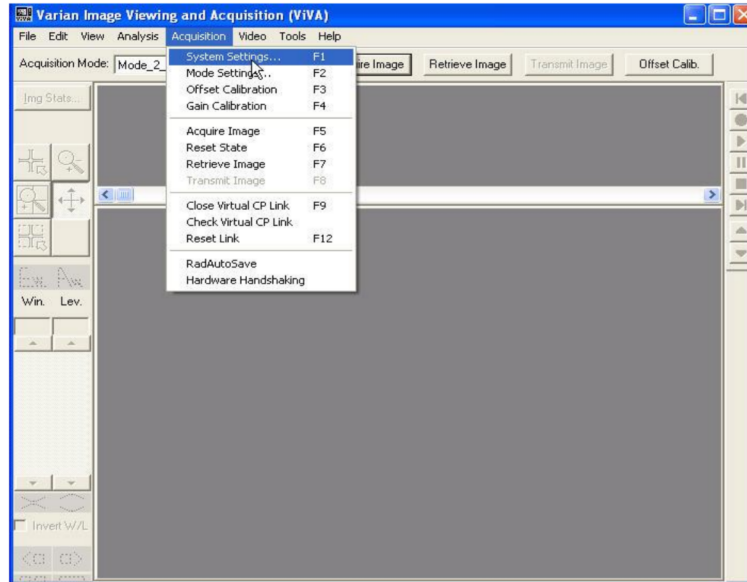 Varian Image Viewing and Acquisition (ViVA)
File Edit View Analysis Acquisition Video Tools Help
Acquisition Mode: Mode_2_ Image Retrieve Image Transmit Image Offset Calib.
Img Stats...
System Settings... F1
Mode Settings... F2
Offset Calibration F3
Gain Calibration F4
Acquire Image F5
Reset State F6
Retrieve Image F7
Transmit Image F8
Close Virtual CP Link F9
Check Virtual CP Link
Reset Link F12
RadAutoSave
Hardware Handshaking
Win. Lev.
Invert W/L